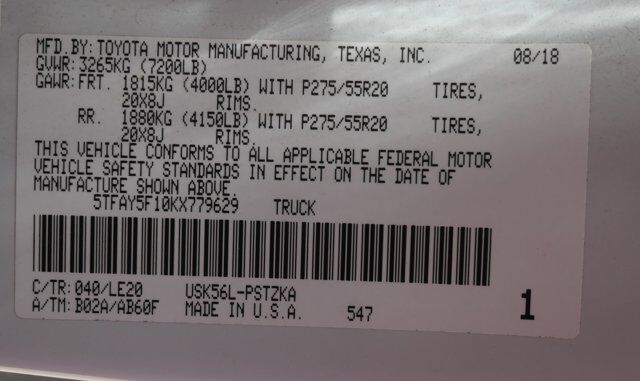 MFD.BY:TOYOTA MOTOR MANUFACTURING, TEXAS, INC. 08/18
GVWR:3265KG (7200LB)
GAWR:FRT. 1815KG (4000LB) WITH P275/55R20 TIRES,
20X8J RIMS.
RR. 1880KG (4150LB) WITH P275/55R20 TIRES,
20X8J RIMS.
THIS VEHICLE CONFORMS TO ALL APPLICABLE FEDERAL MOTOR
VEHICLE SAFETY STANDARDS IN EFFECT ON THE DATE OF
MANUFACTURE SHOWN ABOVE.
5TFAY5F10KX779629 TRUCK
C/TR:040/LE20 USK56L-PSTZKA
A/TM:B02A/AB60F MADE IN U.S.A. 547 1